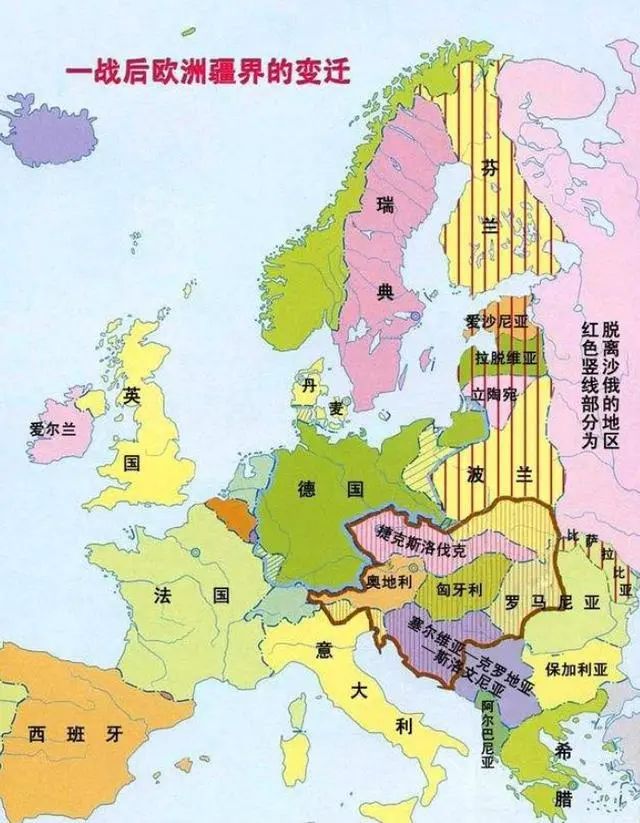 一战后欧洲疆界的变迁
芬兰
瑞典
爱沙尼亚
红色竖线部分为
脱离沙俄的地区
拉脱维亚
立陶宛
丹麦
英国
爱尔兰
波兰
德国
捷克斯洛伐克
比萨拉比亚
奥地利
匈牙利
法国
罗马尼亚
塞尔维亚—克罗地亚
—斯洛文尼亚
意大利
保加利亚
西班牙
阿尔巴尼亚
希腊